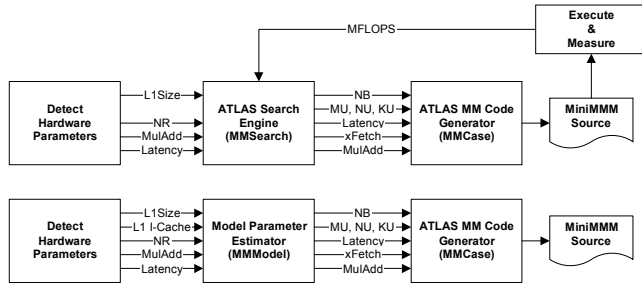 Execute
&
Measure
MFLOPS
Detect
Hardware
Parameters
L1Size
NR
MulAdd
Latency
ATLAS Search
Engine
(MMSearch)
NB
MU, NU, KU
Latency
xFetch
MulAdd
ATLAS MM Code
Generator
(MMCase)
MiniMMM
Source
Detect
Hardware
Parameters
L1Size
L1 I-Cache
NR
MulAdd
Latency
Model Parameter
Estimator
(MMModel)
NB
MU, NU, KU
Latency
xFetch
MulAdd
ATLAS MM Code
Generator
(MMCase)
MiniMMM
Source